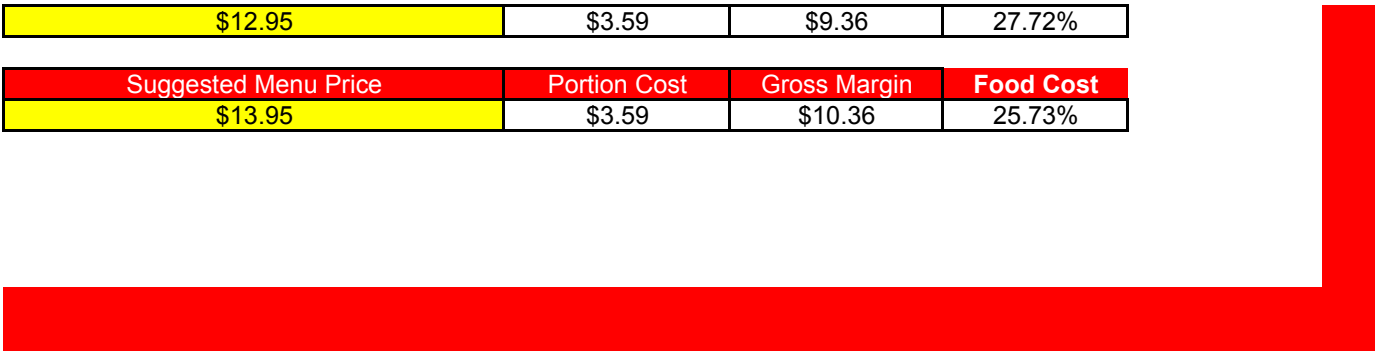 $12.95 $3.59 $9.36 27.72%
Suggested Menu Price Portion Cost Gross Margin Food Cost
$13.95 $3.59 $10.36 25.73%